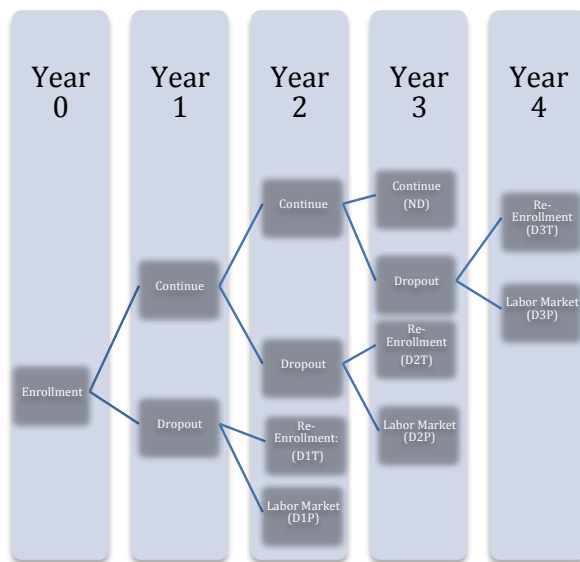 Year
0
Enrollment
Year
1
Continue
Dropout
Year
2
Continue
Dropout
Re-
Enrollment:
(D1T)
Labor Market
(D1P)
Year
3
Continue
(ND)
Dropout
Re-
Enrollment
(D2T)
Labor Market
(D2P)
Year
4
Re-
Enrollment
(D3T)
Labor Market
(D3P)